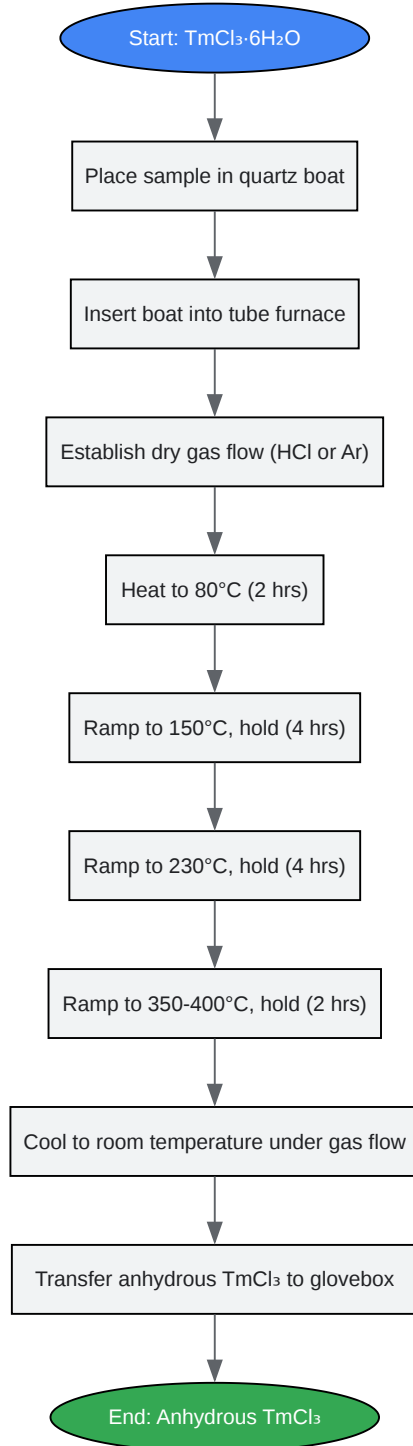 Start: TmCl₃·6H₂O
Place sample in quartz boat
Insert boat into tube furnace
Establish dry gas flow (HCl or Ar)
Heat to 80°C (2 hrs)
Ramp to 150°C, hold (4 hrs)
Ramp to 230°C, hold (4 hrs)
Ramp to 350-400°C, hold (2 hrs)
Cool to room temperature under gas flow
Transfer anhydrous TmCl₃ to glovebox
End: Anhydrous TmCl₃